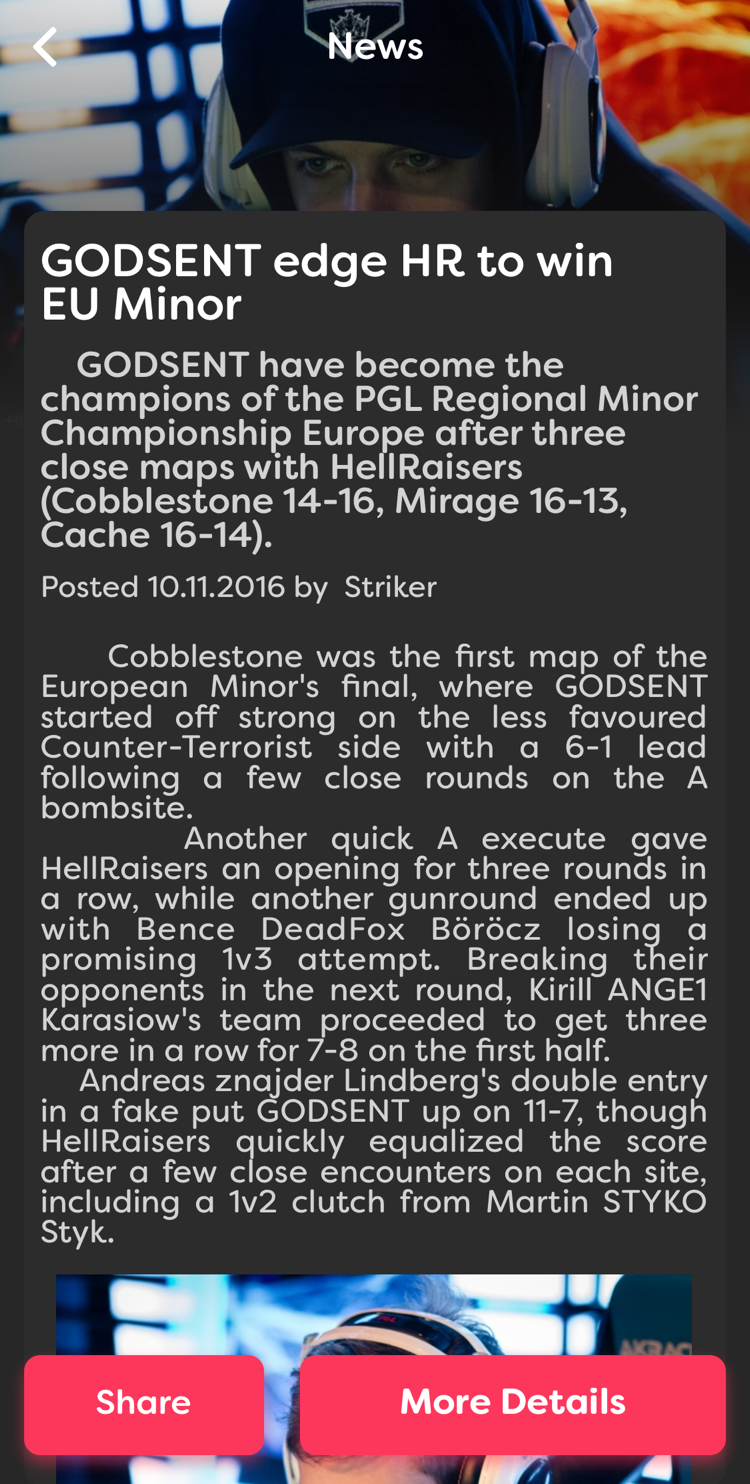 News
GODSENT edge HR to win
EU Minor
GODSENT have become the
champions of the PGL Regional Minor
Championship Europe after three
close maps with HellRaisers
(Cobblestone 14-16, Mirage 16-13,
Cache 16-14).
Posted 10.11.2016 by Striker
Cobblestone was the first map of the
European Minor's final, where GODSENT
started off strong on the less favoured
Counter-Terrorist side with a 6-1 lead
following a few close rounds on the A
bombsite.
Another quick A execute gave
HellRaisers an opening for three rounds in
a row, while another gunround ended up
with Bence DeadFox Böröcz losing a
promising 1v3 attempt. Breaking their
opponents in the next round, Kirill ANGE1
Karasiow's team proceeded to get three
more in a row for 7-8 on the first half.
Andreas znajder Lindberg's double entry
in a fake put GODSENT up on 11-7, though
HellRaisers quickly equalized the score
after a few close encounters on each site,
including a 1v2 clutch from Martin STYKO
Styk.
Share
More Details